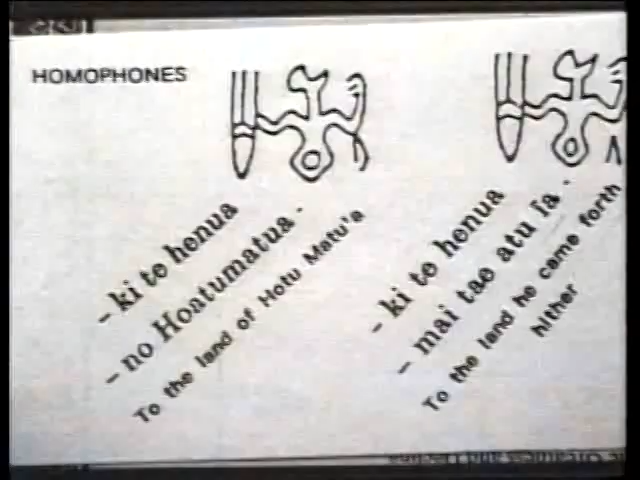 HOMOPHONES
- ki te henua
- no Hoatumatua -
To the land of Hotu Matu'a
- ki te henua
- mai tae atu ïa -
To the land he came forth
hither